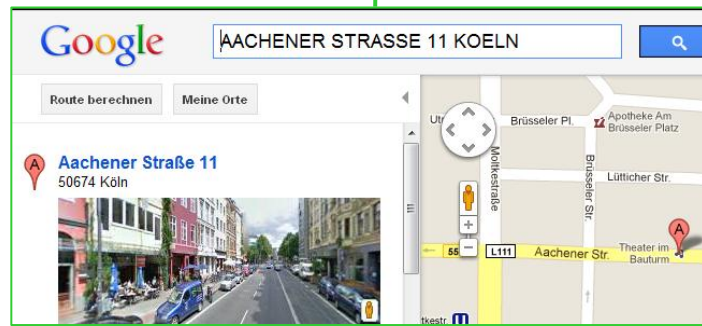 Google
AACHENER STRASSE 11 KOELN
Route berechnen
Meine Orte
A
Aachener Straße 11
50674 Köln
Brüsseler Pl.
Apotheke Am
Brüsseler Platz
Moltkestraße
Brüsseler Str.
Lütticher Str.
A
55
L111
Aachener Str.
Theater im
Bauturm